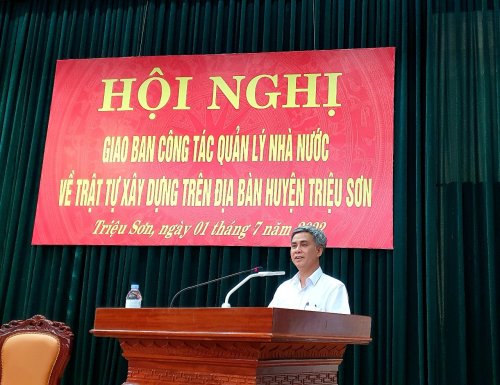 HỘI NGHỊ
GIAO BAN CÔNG TÁC QUẢN LÝ NHÀ NƯỚC
VỀ TRẬT TỰ XÂY DỰNG TRÊN ĐỊA BÀN HUYỆN TRIỆU SƠN
Triệu Sơn, ngày 01 tháng 7 năm